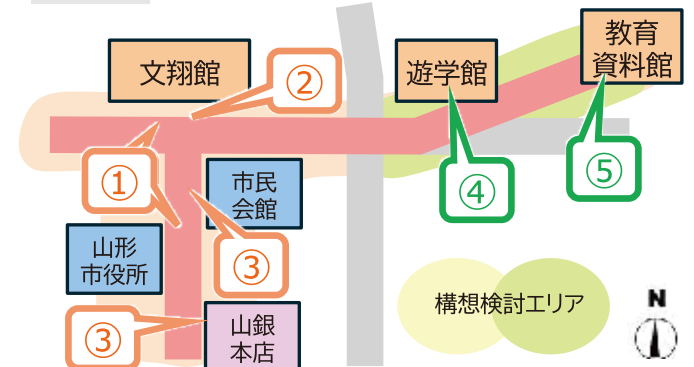 教育
資料館
文翔館
②
遊学館
①
市民
会館
④
⑤
山形
市役所
③
構想検討エリア
N
③
山銀
本店